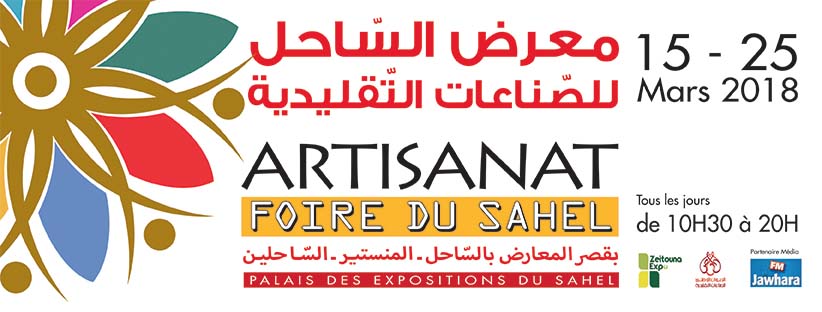 معرض السّاحل
للصّناعات التّقليدية
15 - 25
Mars 2018
ARTISANAT
FOIRE DU SAHEL
بقصر المعارض بالسّاحل - المنستير - السّاحلين
PALAIS DES EXPOSITIONS DU SAHEL
Tous les jours
de 10H30 à 20H
Zeitouna
Expo
Partenaire Média
FM
Jawhara